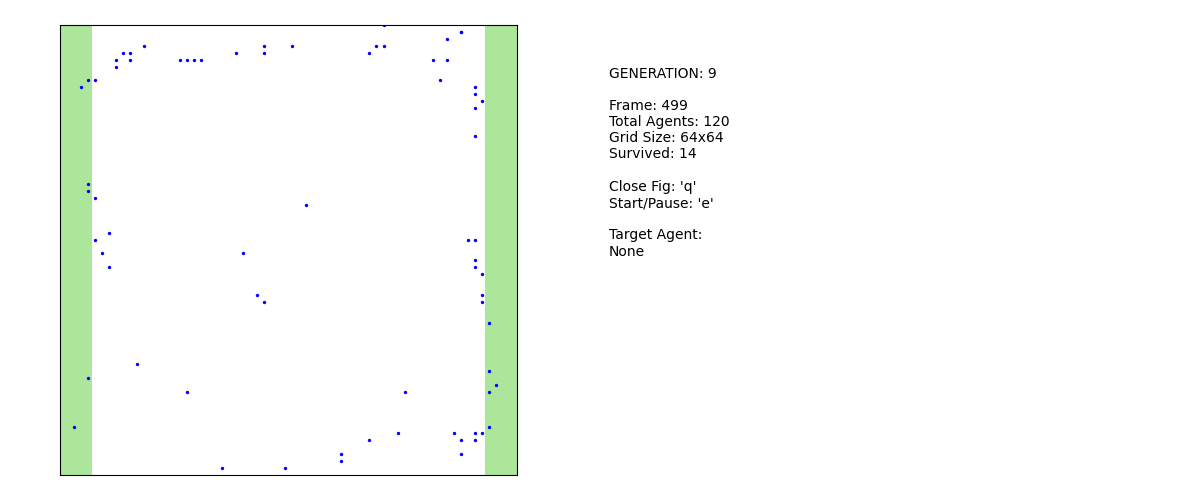 GENERATION: 9
Frame: 499
Total Agents: 120
Grid Size: 64x64
Survived: 14
Close Fig: 'q'
Start/Pause: 'e'
Target Agent:
None